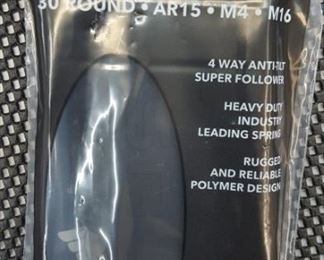 30 ROUND • AR15 • M4 • M16
4 WAY ANTI-TILT
SUPER FOLLOWER
HEAVY DUTY
INDUSTRY
LEADING SPRING
RUGGED
AND RELIABLE
POLYMER DESIGN